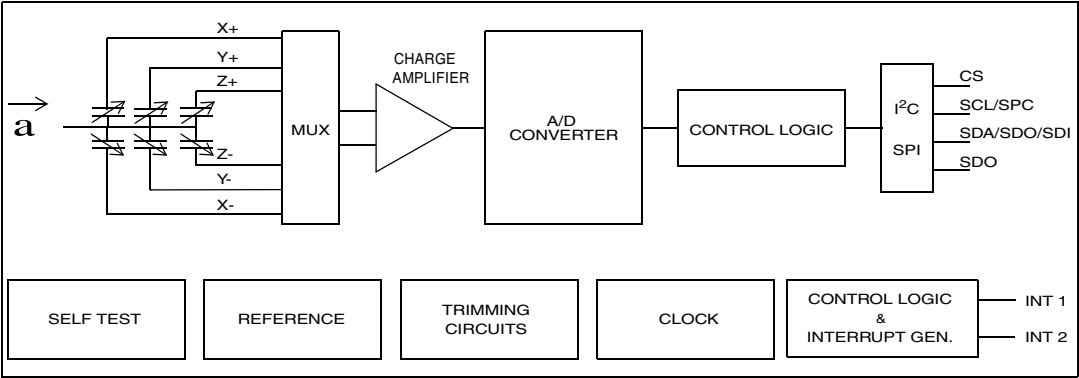 X+
Y+
Z+
a
Z-
Y-
X-
MUX
CHARGE
AMPLIFIER
A/D
CONVERTER
CONTROL LOGIC
I²C
SPI
CS
SCL/SPC
SDA/SDO/SDI
SDO
SELF TEST
REFERENCE
TRIMMING
CIRCUITS
CLOCK
CONTROL LOGIC
&
INTERRUPT GEN.
INT 1
INT 2